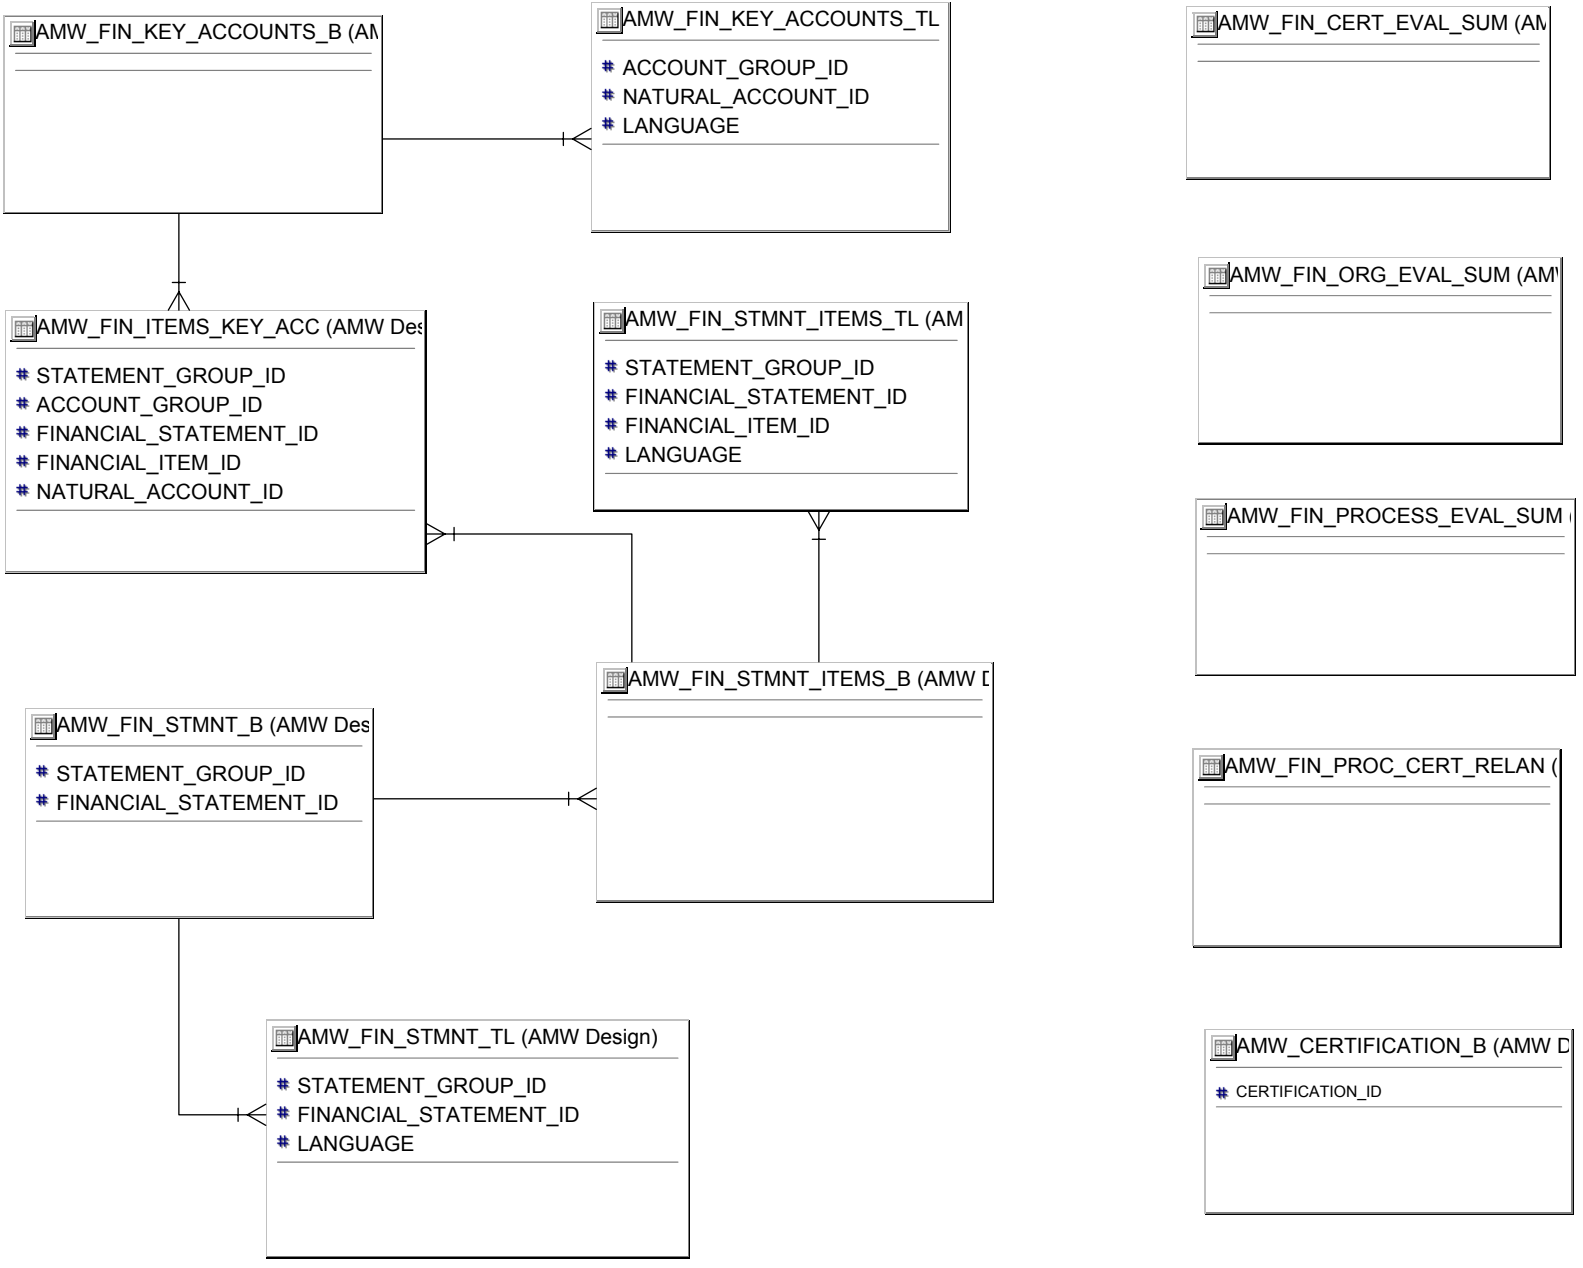 AMW_FIN_KEY_ACCOUNTS_B (AM
AMW_FIN_KEY_ACCOUNTS_TL
# ACCOUNT_GROUP_ID
# NATURAL_ACCOUNT_ID
# LANGUAGE
AMW_FIN_CERT_EVAL_SUM (AM
AMW_FIN_ORG_EVAL_SUM (AMW
AMW_FIN_ITEMS_KEY_ACC (AMW Des
# STATEMENT_GROUP_ID
# ACCOUNT_GROUP_ID
# FINANCIAL_STATEMENT_ID
# FINANCIAL_ITEM_ID
# NATURAL_ACCOUNT_ID
AMW_FIN_STMNT_ITEMS_TL (AM
# STATEMENT_GROUP_ID
# FINANCIAL_STATEMENT_ID
# FINANCIAL_ITEM_ID
# LANGUAGE
AMW_FIN_PROCESS_EVAL_SUM (
AMW_FIN_STMNT_ITEMS_B (AMW D
AMW_FIN_STMNT_B (AMW Des
# STATEMENT_GROUP_ID
# FINANCIAL_STATEMENT_ID
AMW_FIN_PROC_CERT_RELAN (
AMW_FIN_STMNT_TL (AMW Design)
# STATEMENT_GROUP_ID
# FINANCIAL_STATEMENT_ID
# LANGUAGE
AMW_CERTIFICATION_B (AMW D
# CERTIFICATION_ID